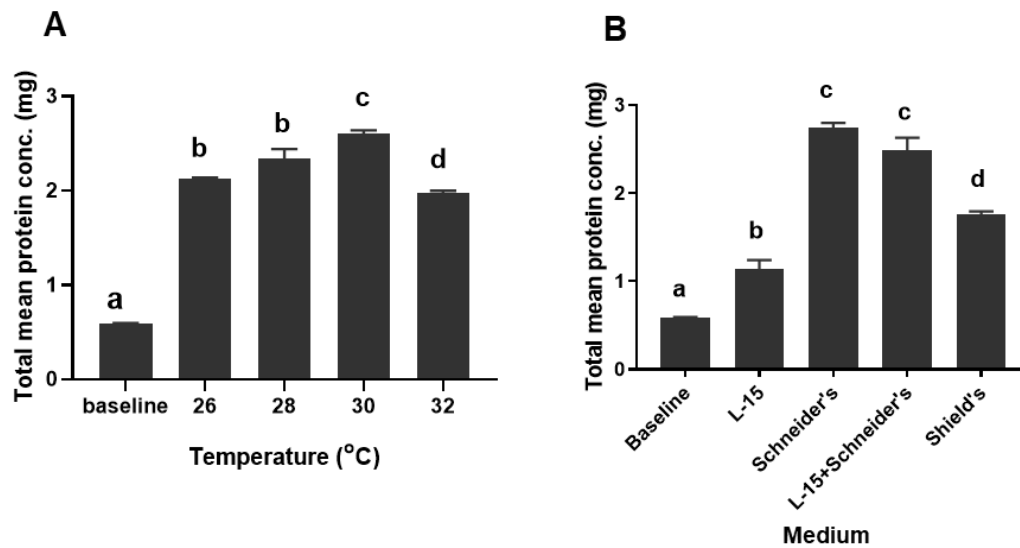 A
Total mean protein conc. (mg)
3
2
1
0
a
b
b
c
d
baseline
26
28
30
32
Temperature (°C)
B
Total mean protein conc. (mg)
3
2
1
0
a
b
c
c
d
Baseline
L-15
Schneider's
L-15+Schneider's
Shield's
Medium